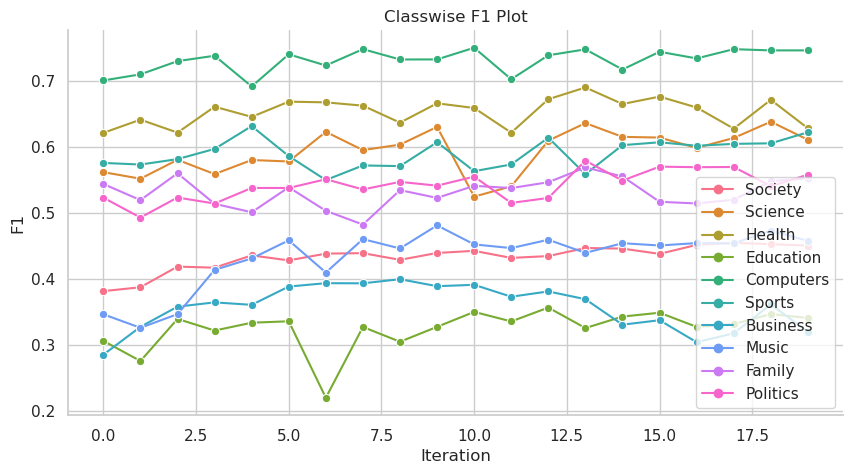 Classwise F1 Plot
F1
0.7
0.6
0.5
0.4
0.3
0.2
0.0
2.5
5.0
7.5
10.0
12.5
15.0
17.5
Iteration
Society
Science
Health
Education
Computers
Sports
Business
Music
Family
Politics